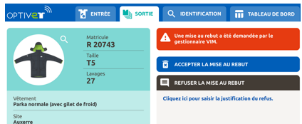 OPTIVET
ENTRÉE
SORTIE
IDENTIFICATION
TABLEAU DE BORD
Matricule
R 20743
Taille
T5
Lavages
27
Vêtement
Parka normale (avec gilet de froid)
Site
Auxerre
Une mise au rebut a été demandée par le
gestionnaire VIM.
ACCEPTER LA MISE AU REBUT
REFUSER LA MISE AU REBUT
Cliquez ici pour saisir la justification du refus.